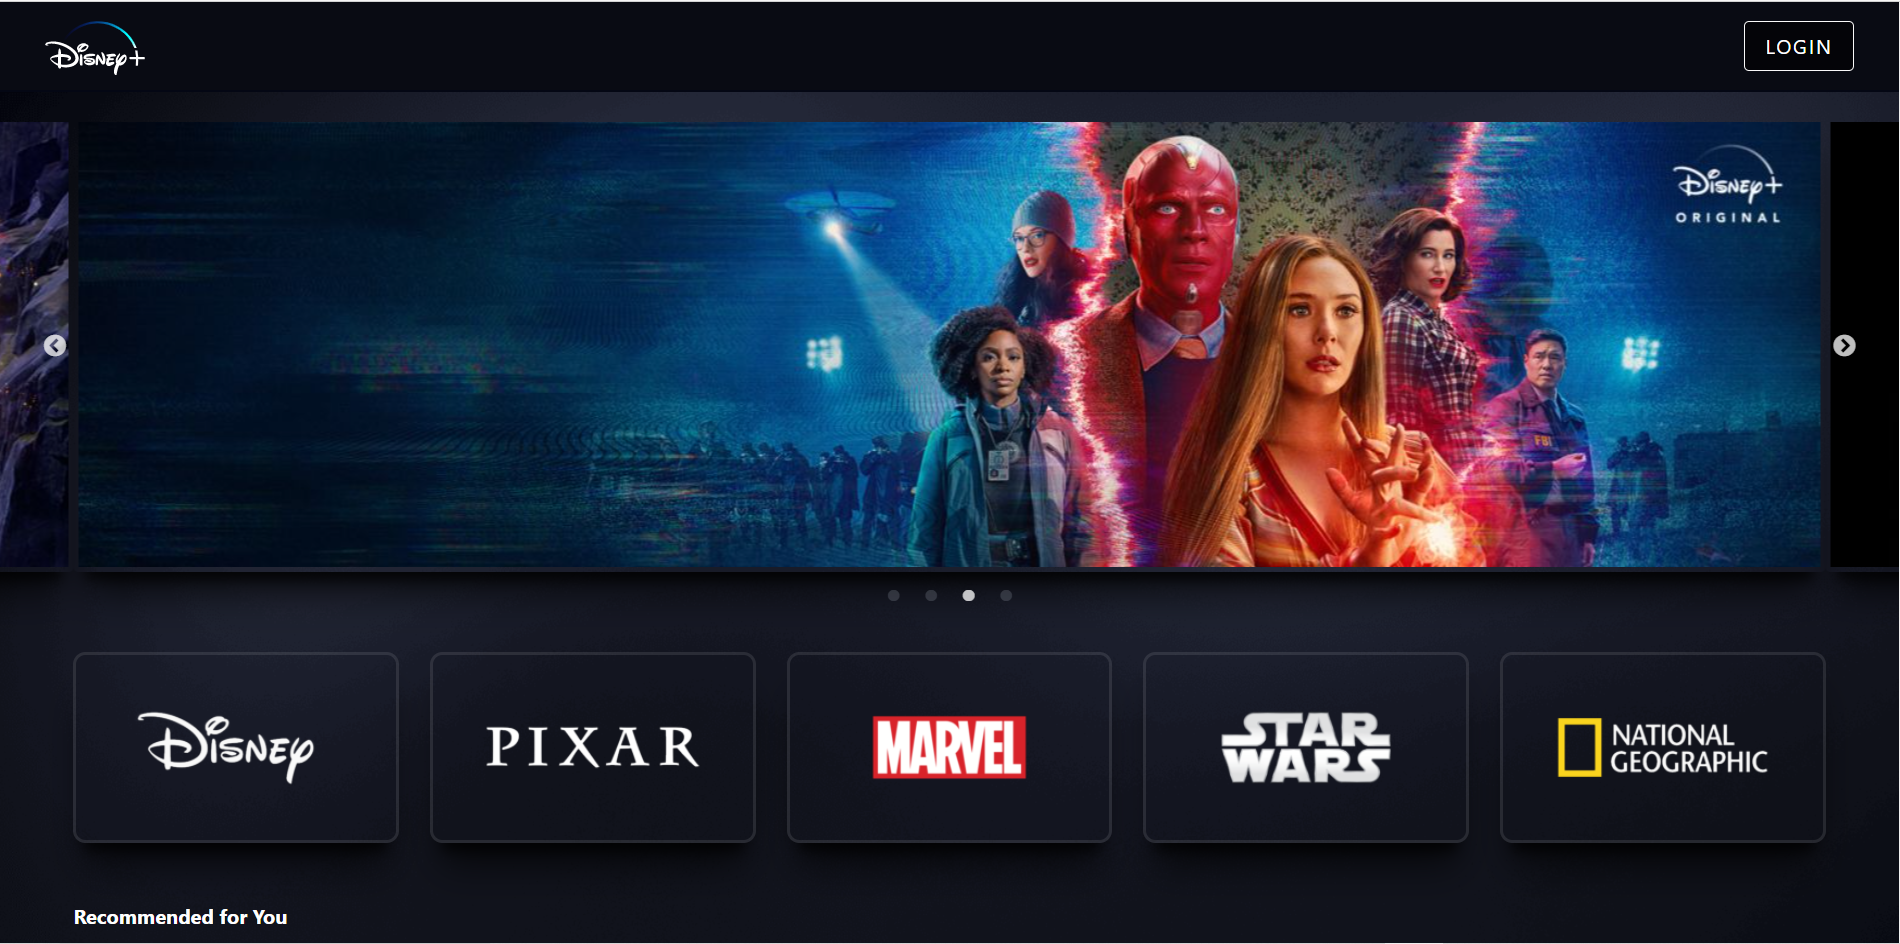 Disney+
LOGIN
Disney+
ORIGINAL
FBI
Disney
PIXAR
MARVEL
STAR
WARS
NATIONAL
GEOGRAPHIC
Recommended for You